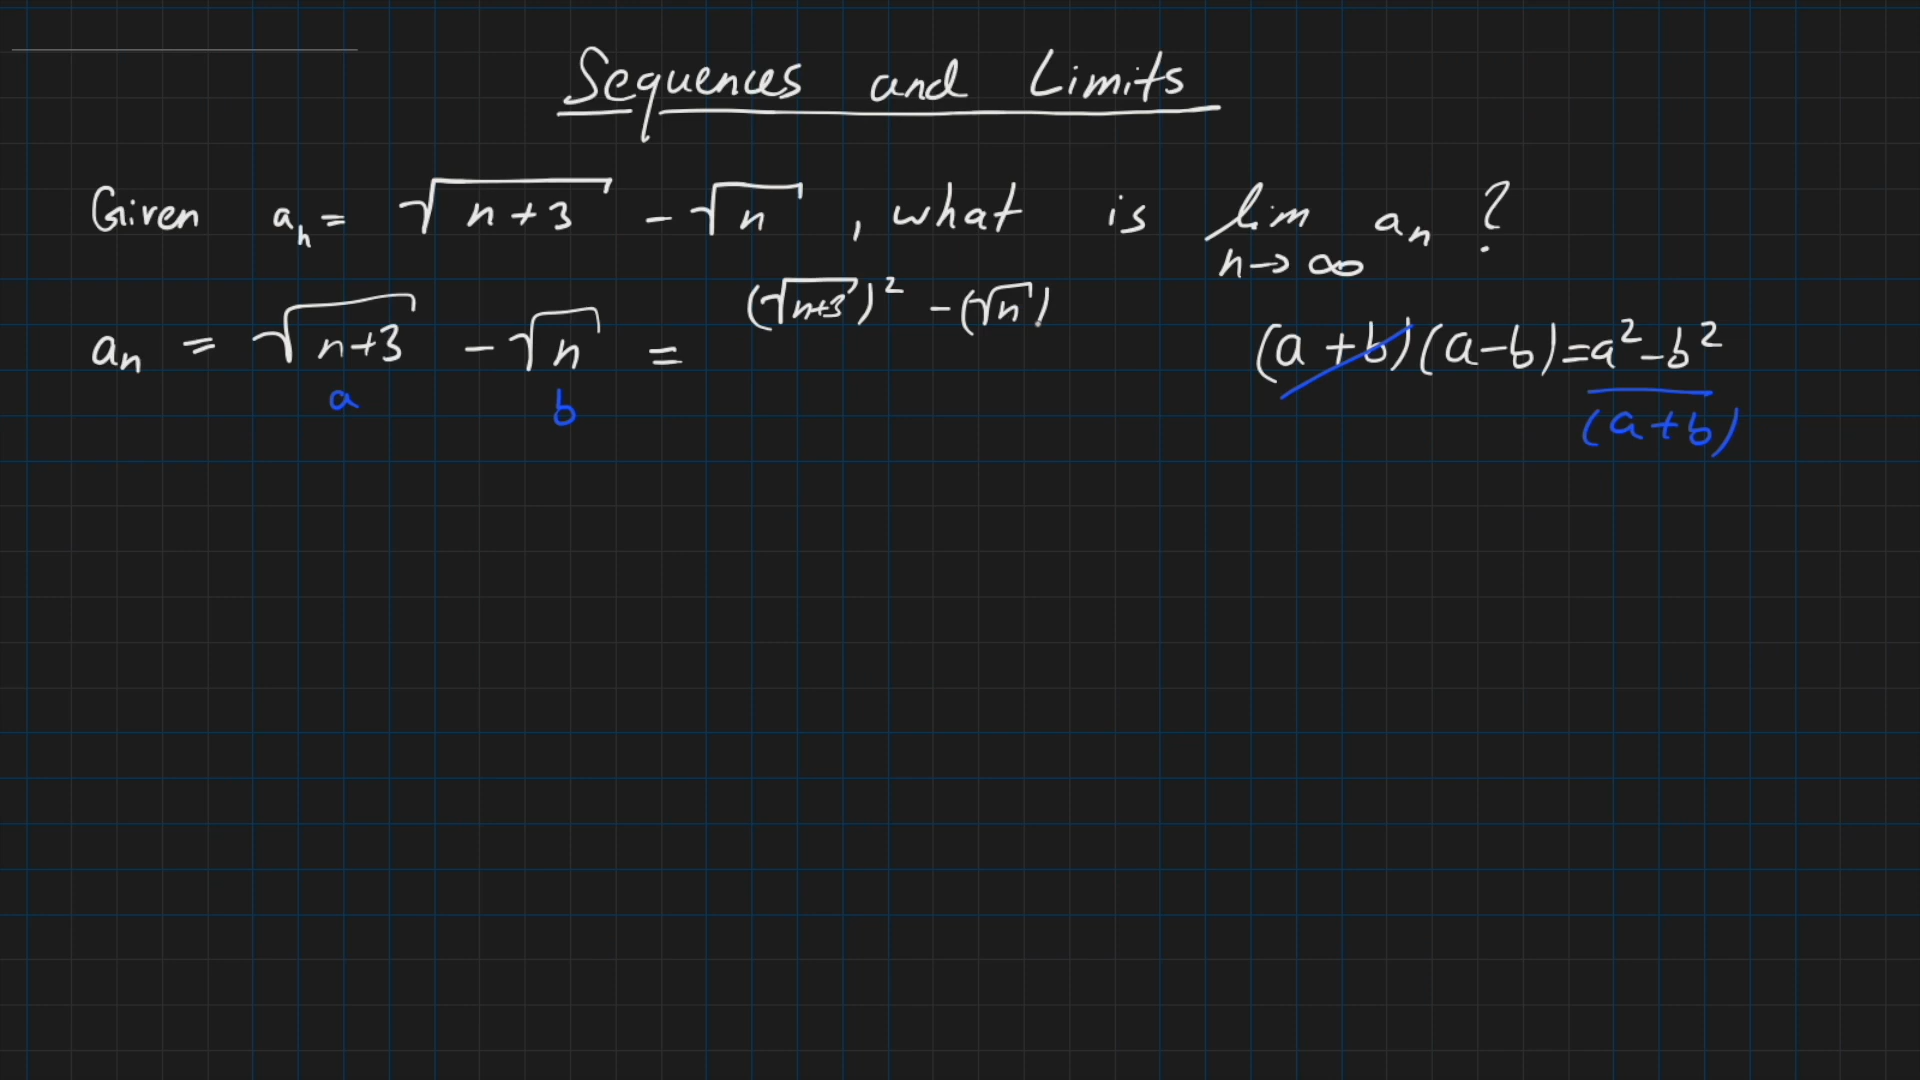 Sequences and Limits
Given aₙ = √(n+3) - √n , what is lim n→∞ aₙ ?
aₙ = √(n+3) - √n = (√(n+3))² - (√n)
a b
(a+b)(a-b)=a²-b²
(a+b)